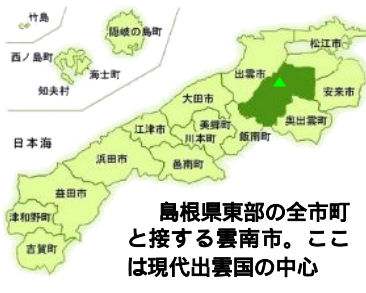 竹島
隠岐の島町
西ノ島町
海士町
知夫村
松江市
出雲市
安来市
大田市
日本海
美郷町
飯南町
奥出雲町
江津市
川本町
浜田市
邑南町
益田市
津和野町
吉賀町
島根県東部の全市町
と接する雲南市。ここ
は現代出雲国の中心